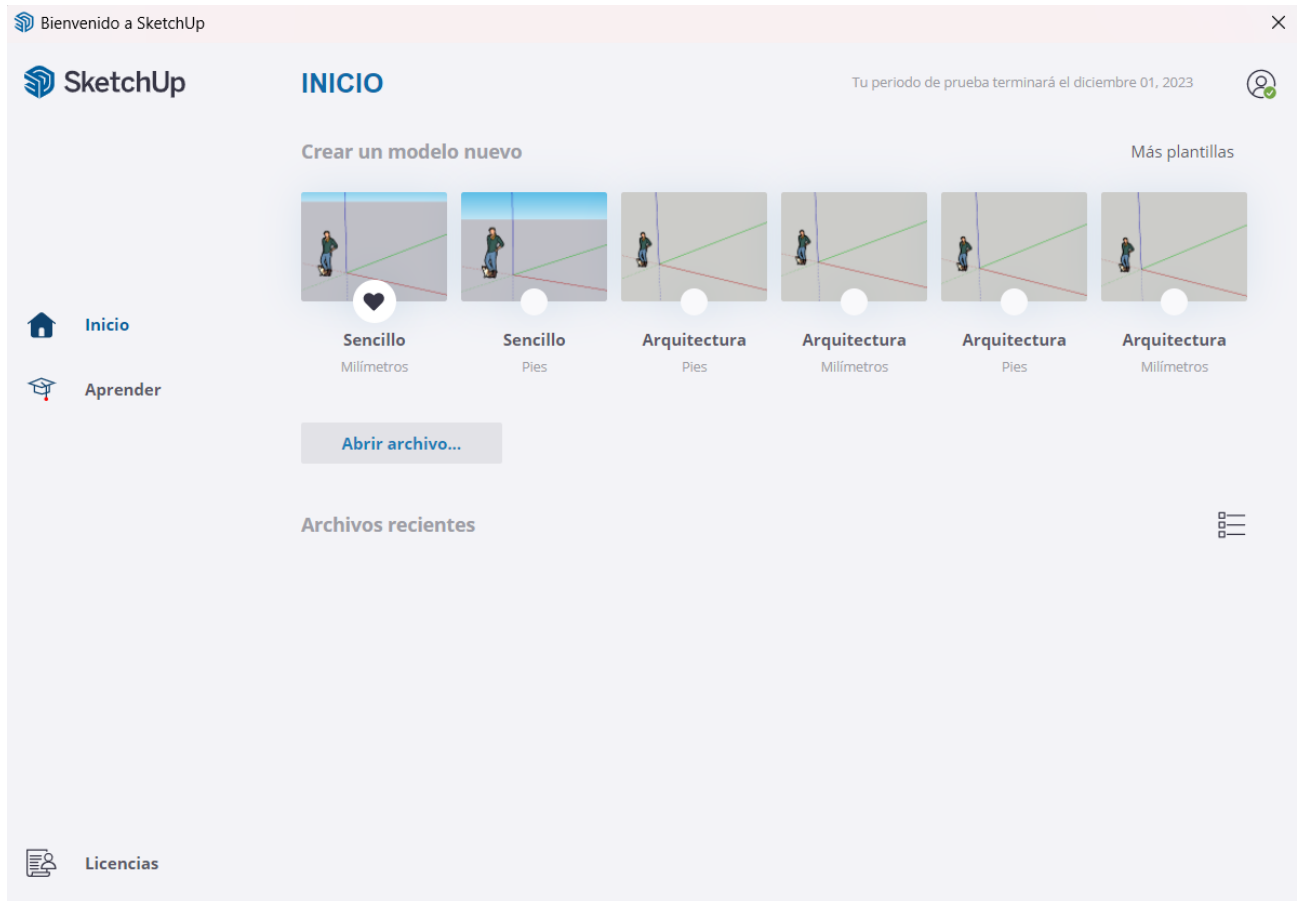 Bienvenido a SketchUp
SketchUp
INICIO
Tu periodo de prueba terminará el diciembre 01, 2023
Crear un modelo nuevo
Más plantillas
Sencillo
Milímetros
Sencillo
Pies
Arquitectura
Pies
Arquitectura
Milímetros
Arquitectura
Pies
Arquitectura
Milímetros
Inicio
Aprender
Abrir archivo...
Archivos recientes
Licencias